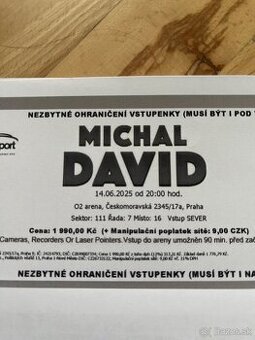 NEZBYTNÉ OHRANIČENÍ VSTUPENKY (MUSÍ BÝT I POD
port
MICHAL
DAVID
14.06.2025 od 20:00 hod.
O2 arena, Českomoravská 2345/17a, Praha
Sektor: 111 Řada: 7 Místo: 16 Vstup SEVER
Cena: 1 990,00 Kč (+ Manipulační poplatek sítě: 9,00 CZK)
Cameras, Recorders Or Laser Pointers.Vstup do areny umožněn 90 min. před za
NEZBYTNÉ OHRANIČENÍ VSTUPENKY (MUSÍ BÝT I NA
bazos.sk